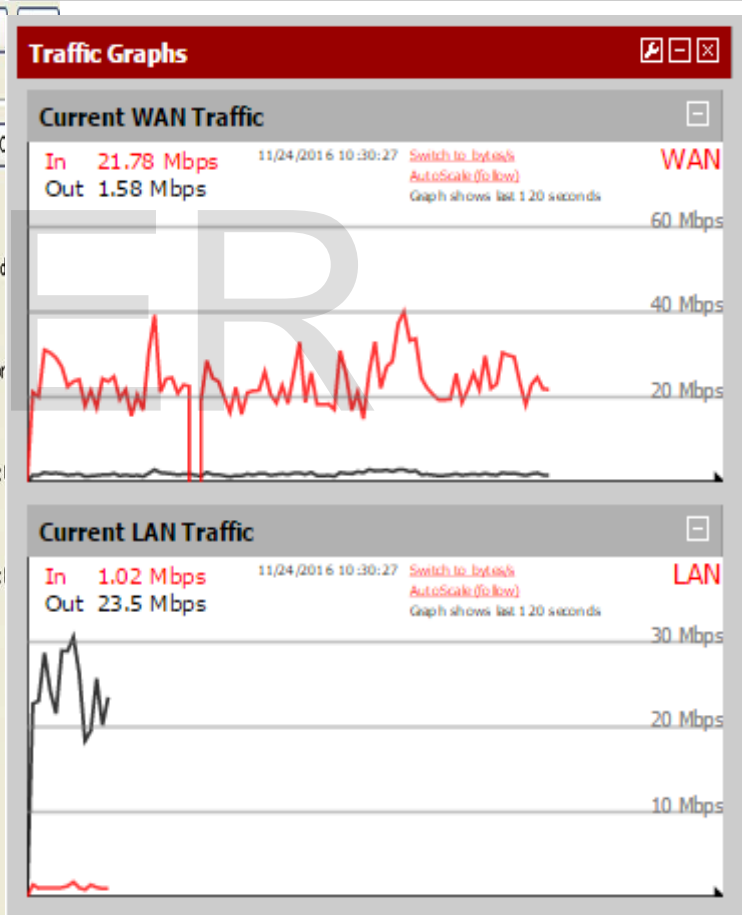 Traffic Graphs
Current WAN Traffic
In 21.78 Mbps
Out 1.58 Mbps
11/24/2016 10:30:27
Switch to bytes/s
AutoScale (follow)
Graph shows last 120 seconds
WAN
60 Mbps
40 Mbps
20 Mbps
ER
Current LAN Traffic
In 1.02 Mbps
Out 23.5 Mbps
11/24/2016 10:30:27
Switch to bytes/s
AutoScale (follow)
Graph shows last 120 seconds
LAN
30 Mbps
20 Mbps
10 Mbps